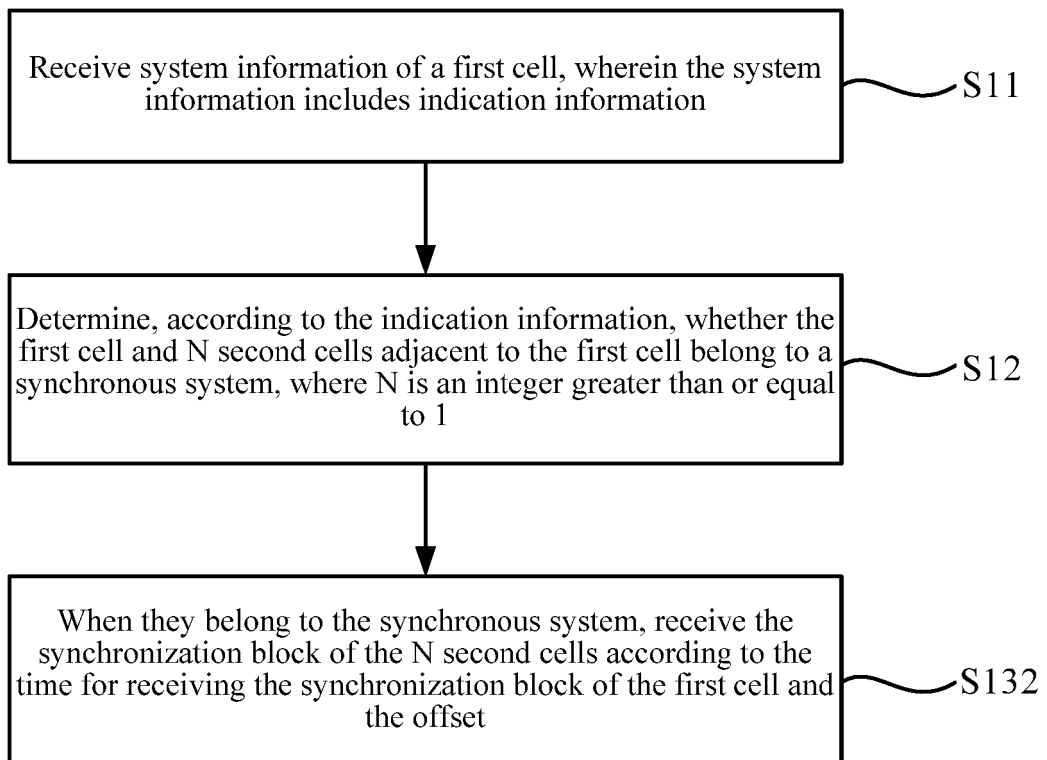 Receive system information of a first cell, wherein the system
information includes indication information
S11
Determine, according to the indication information, whether the
first cell and N second cells adjacent to the first cell belong to a
synchronous system, where N is an integer greater than or equal
to 1
S12
When they belong to the synchronous system, receive the
synchronization block of the N second cells according to the
time for receiving the synchronization block of the first cell and
the offset
S132